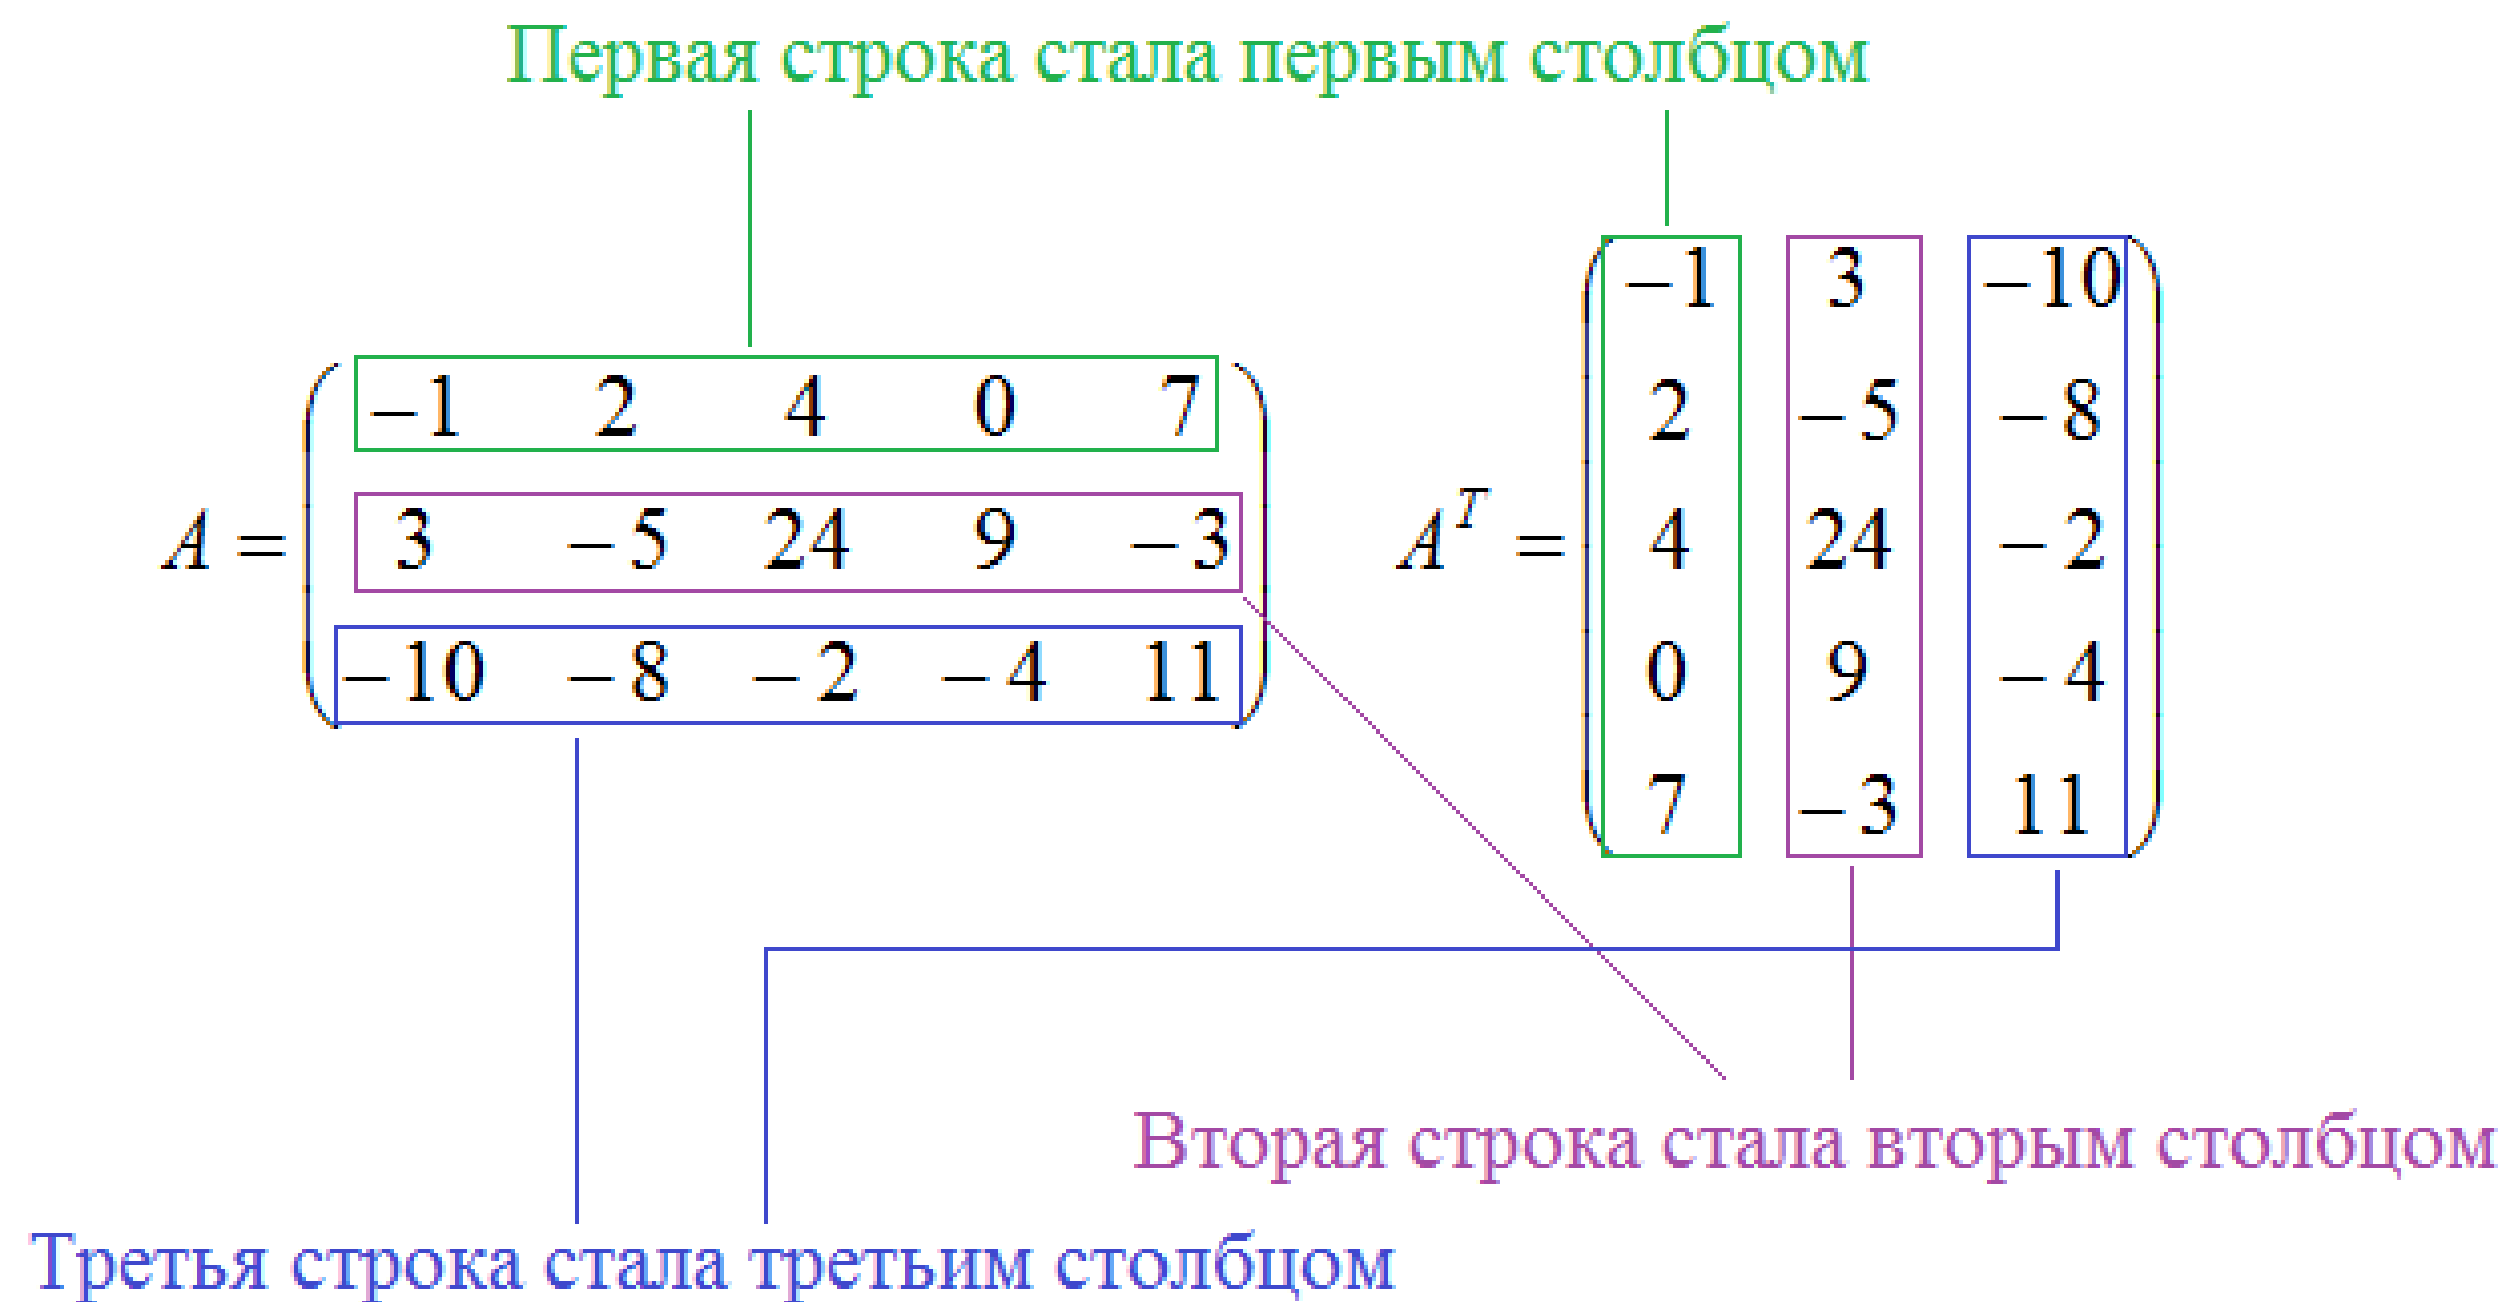 Первая строка стала первым столбцом
A = ( −1 2 4 0 7
3 −5 24 9 −3
−10 −8 −2 −4 11 )
A^T = ( −1 3 −10
2 −5 −8
4 24 −2
0 9 −4
7 −3 11 )
Вторая строка стала вторым столбцом
Третья строка стала третьим столбцом